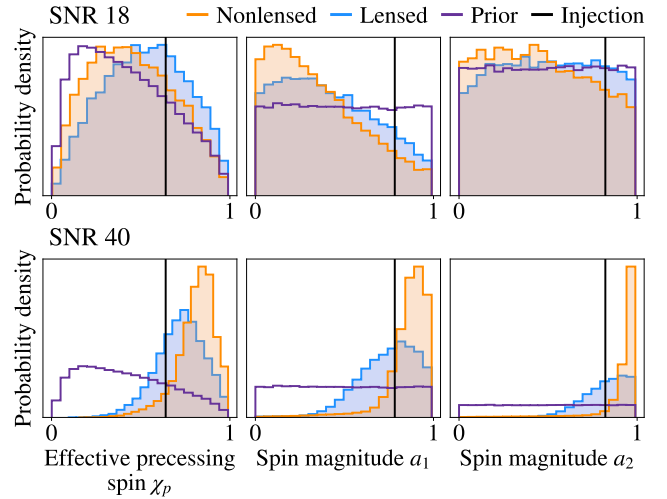 SNR 18
Nonlensed Lensed Prior Injection
Probability density
0 1 0 1 0 1
SNR 40
Probability density
0 1 0 1 0 1
Effective precessing
spin χₚ
Spin magnitude a₁
Spin magnitude a₂